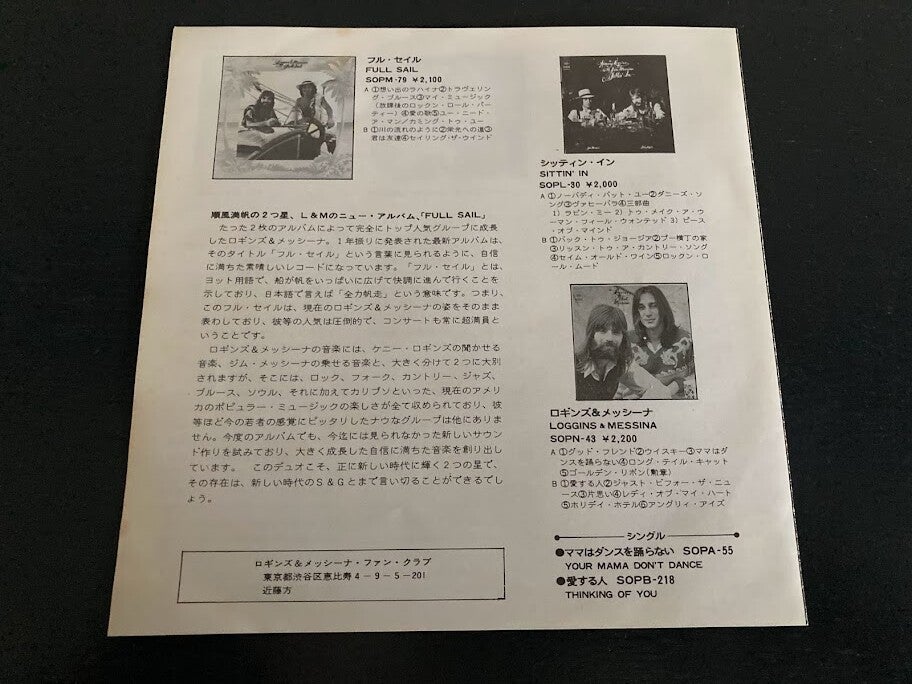 フル・セイル
FULL SAIL
SOPM-79 ¥2,100
A ①想い出のラハイナ②トラヴェリン
グ・ブルース③マイ・ミュージック
(放課後のロックン・ロール・パー
ティー)④愛の歌⑤ユー・ニード・
ア・マン/カミング・トゥ・ユー
B ①川の流れのように②栄光への道③
君は友達④セイリング・ザ・ウインド
順風満帆の2つ星、L&Mのニュー・アルバム、「FULL SAIL」
たった2枚のアルバムによって完全にトップ人気グループに成長
したロギンズ&メッシーナ。1年振りに発表された最新アルバムは、
そのタイトル「フル・セイル」という言葉に見られるように、自信
に満ちた素晴しいレコードになっています。「フル・セイル」とは、
ヨット用語で、船が帆をいっぱいに広げて快調に進んで行くことを
示しており、日本語で言えば「全力帆走」という意味です。つまり、
このフル・セイルは、現在のロギンズ&メッシーナの姿をそのまま
表わしており、彼等の人気は圧倒的で、コンサートも常に超満員と
いうことです。
ロギンズ&メッシーナの音楽には、ケニー・ロギンズの聞かせる
音楽、ジム・メッシーナの乗せる音楽と、大きく分けて2つに大別
されますが、そこには、ロック、フォーク、カントリー、ジャズ、
ブルース、ソウル、それに加えてカリプソといった、現在のアメリ
カのポピュラー・ミュージックの楽しさが全て収められており、彼
等ほど今の若者の感覚にピッタリしたナウなグループは他にありま
せん。今度のアルバムでも、今迄には見られなかった新しいサウン
ド作りを試みており、大きく成長した自信に満ちた音楽を創り出し
ています。 このデュオこそ、正に新しい時代に輝く2つの星で、
その存在は、新しい時代のS&Gとまで言い切ることができるでし
ょう。
ロギンズ&メッシーナ・ファン・クラブ
東京都渋谷区恵比寿4-9-5-201
近藤方
シッティン・イン
SITTIN' IN
SOPL-30 ¥2,000
A ①ノーバディ・バット・ユー②ダニーズ・ソ
ング③ヴァヒーバラ④三部曲
1)ラビン・ミー2)トゥ・メイク・ア・ウ
ーマン・フィール・ウォンテッド3)ピース
・オブ・マインド
B ①バック・トゥ・ジョージア②プー横丁の家
③リッスン・トゥ・ア・カントリー・ソング
④セイム・オールド・ワイン⑤ロックン・ロ
ール・ムード
ロギンズ&メッシーナ
LOGGINS & MESSINA
SOPN-43 ¥2,200
A ①グッド・フレンド②ウイスキー③ママはダ
ンスを踊らない④ロング・テイル・キャット
⑤ゴールデン・リボン(勲章)
B ①愛する人②ジャスト・ビフォー・ザ・ニュ
ース③片思い④レディ・オブ・マイ・ハート
⑤ホリデイ・ホテル⑥アングリィ・アイズ
シングル
●ママはダンスを踊らない SOPA-55
YOUR MAMA DON'T DANCE
●愛する人 SOPB-218
THINKING OF YOU